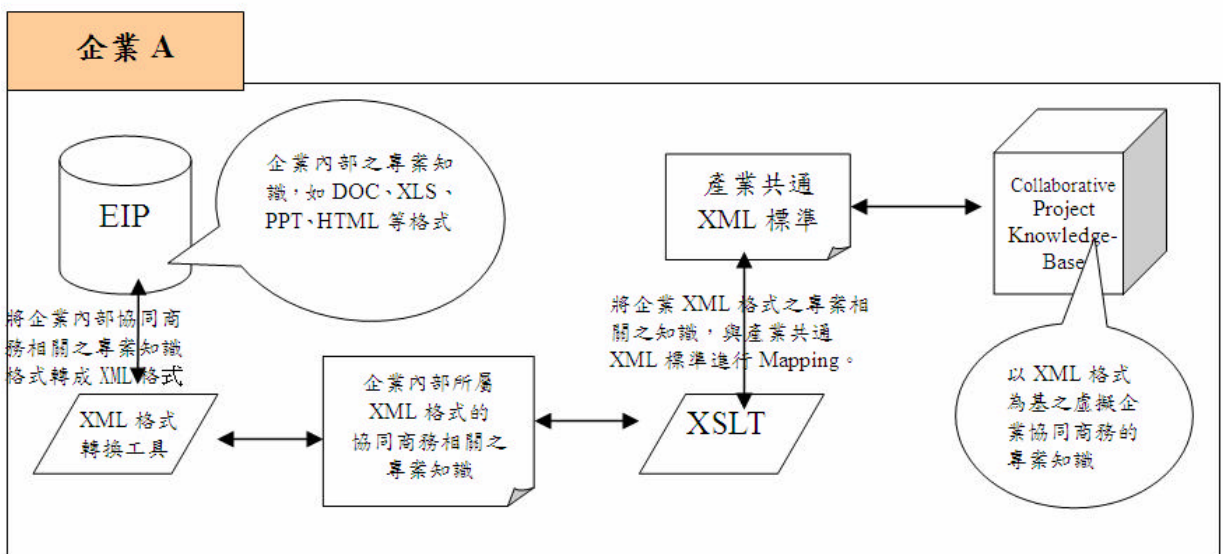 企業 A
EIP
企業內部之專案知
識，如 DOC、XLS、
PPT、HTML 等格式
將企業內部協同商
務相關之專案知識
格式轉成 XML 格式
XML 格式
轉換工具
企業內部所屬
XML 格式的
協同商務相關之
專案知識
XSLT
將企業 XML 格式之專案相
關之知識，與產業共通
XML 標準進行 Mapping。
產業共通
XML 標準
Collaborative
Project
Knowledge-
Base
以 XML 格式
為基之虛擬企
業協同商務的
專案知識